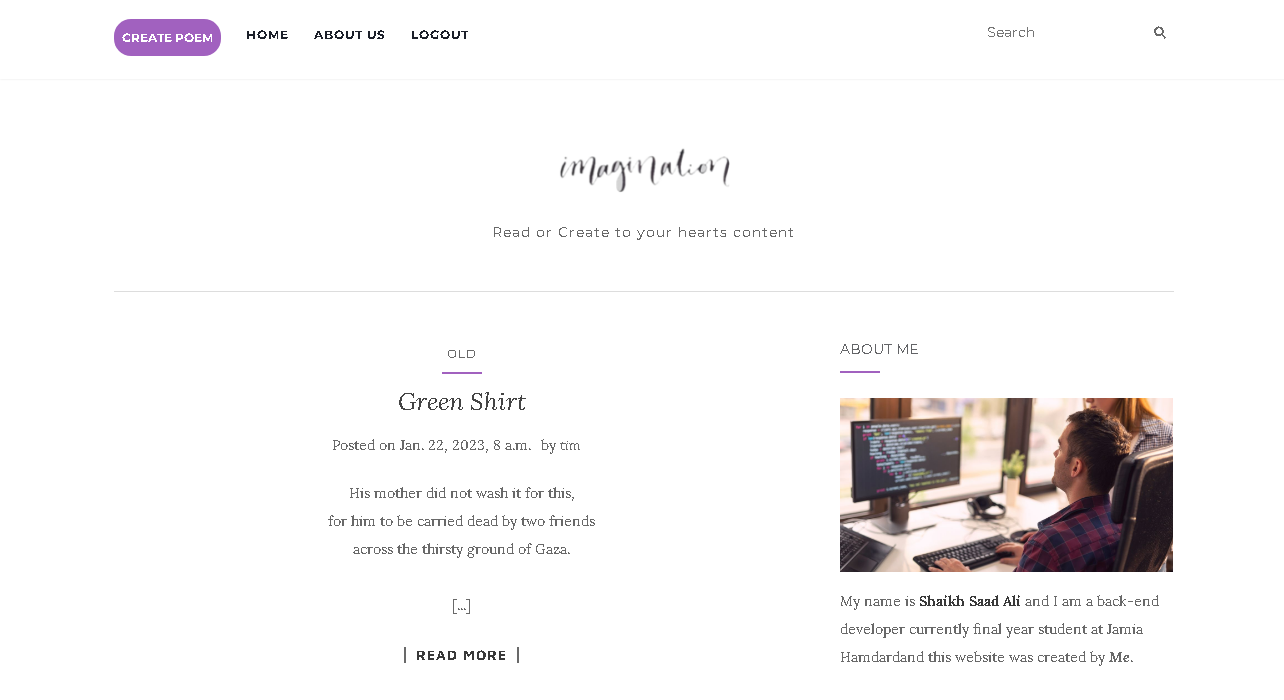 CREATE POEM HOME ABOUT US LOGOUT Search
imagination
Read or Create to your hearts content
OLD
Green Shirt
Posted on Jan. 22, 2023, 8 a.m. by tim
His mother did not wash it for this,
for him to be carried dead by two friends
across the thirsty ground of Gaza.
[...]
READ MORE
ABOUT ME
My name is Shaikh Saad Ali and I am a back-end
developer currently final year student at Jamia
Hamdardand this website was created by Me.